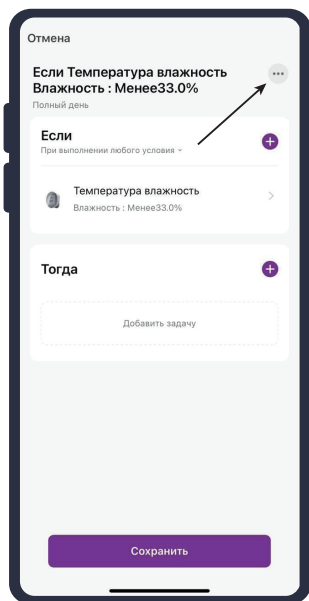 Отмена
Если Температура влажность
Влажность : Менее33.0%
Полный день
Если
При выполнении любого условия
Температура влажность
Влажность : Менее33.0%
Тогда
Добавить задачу
Сохранить